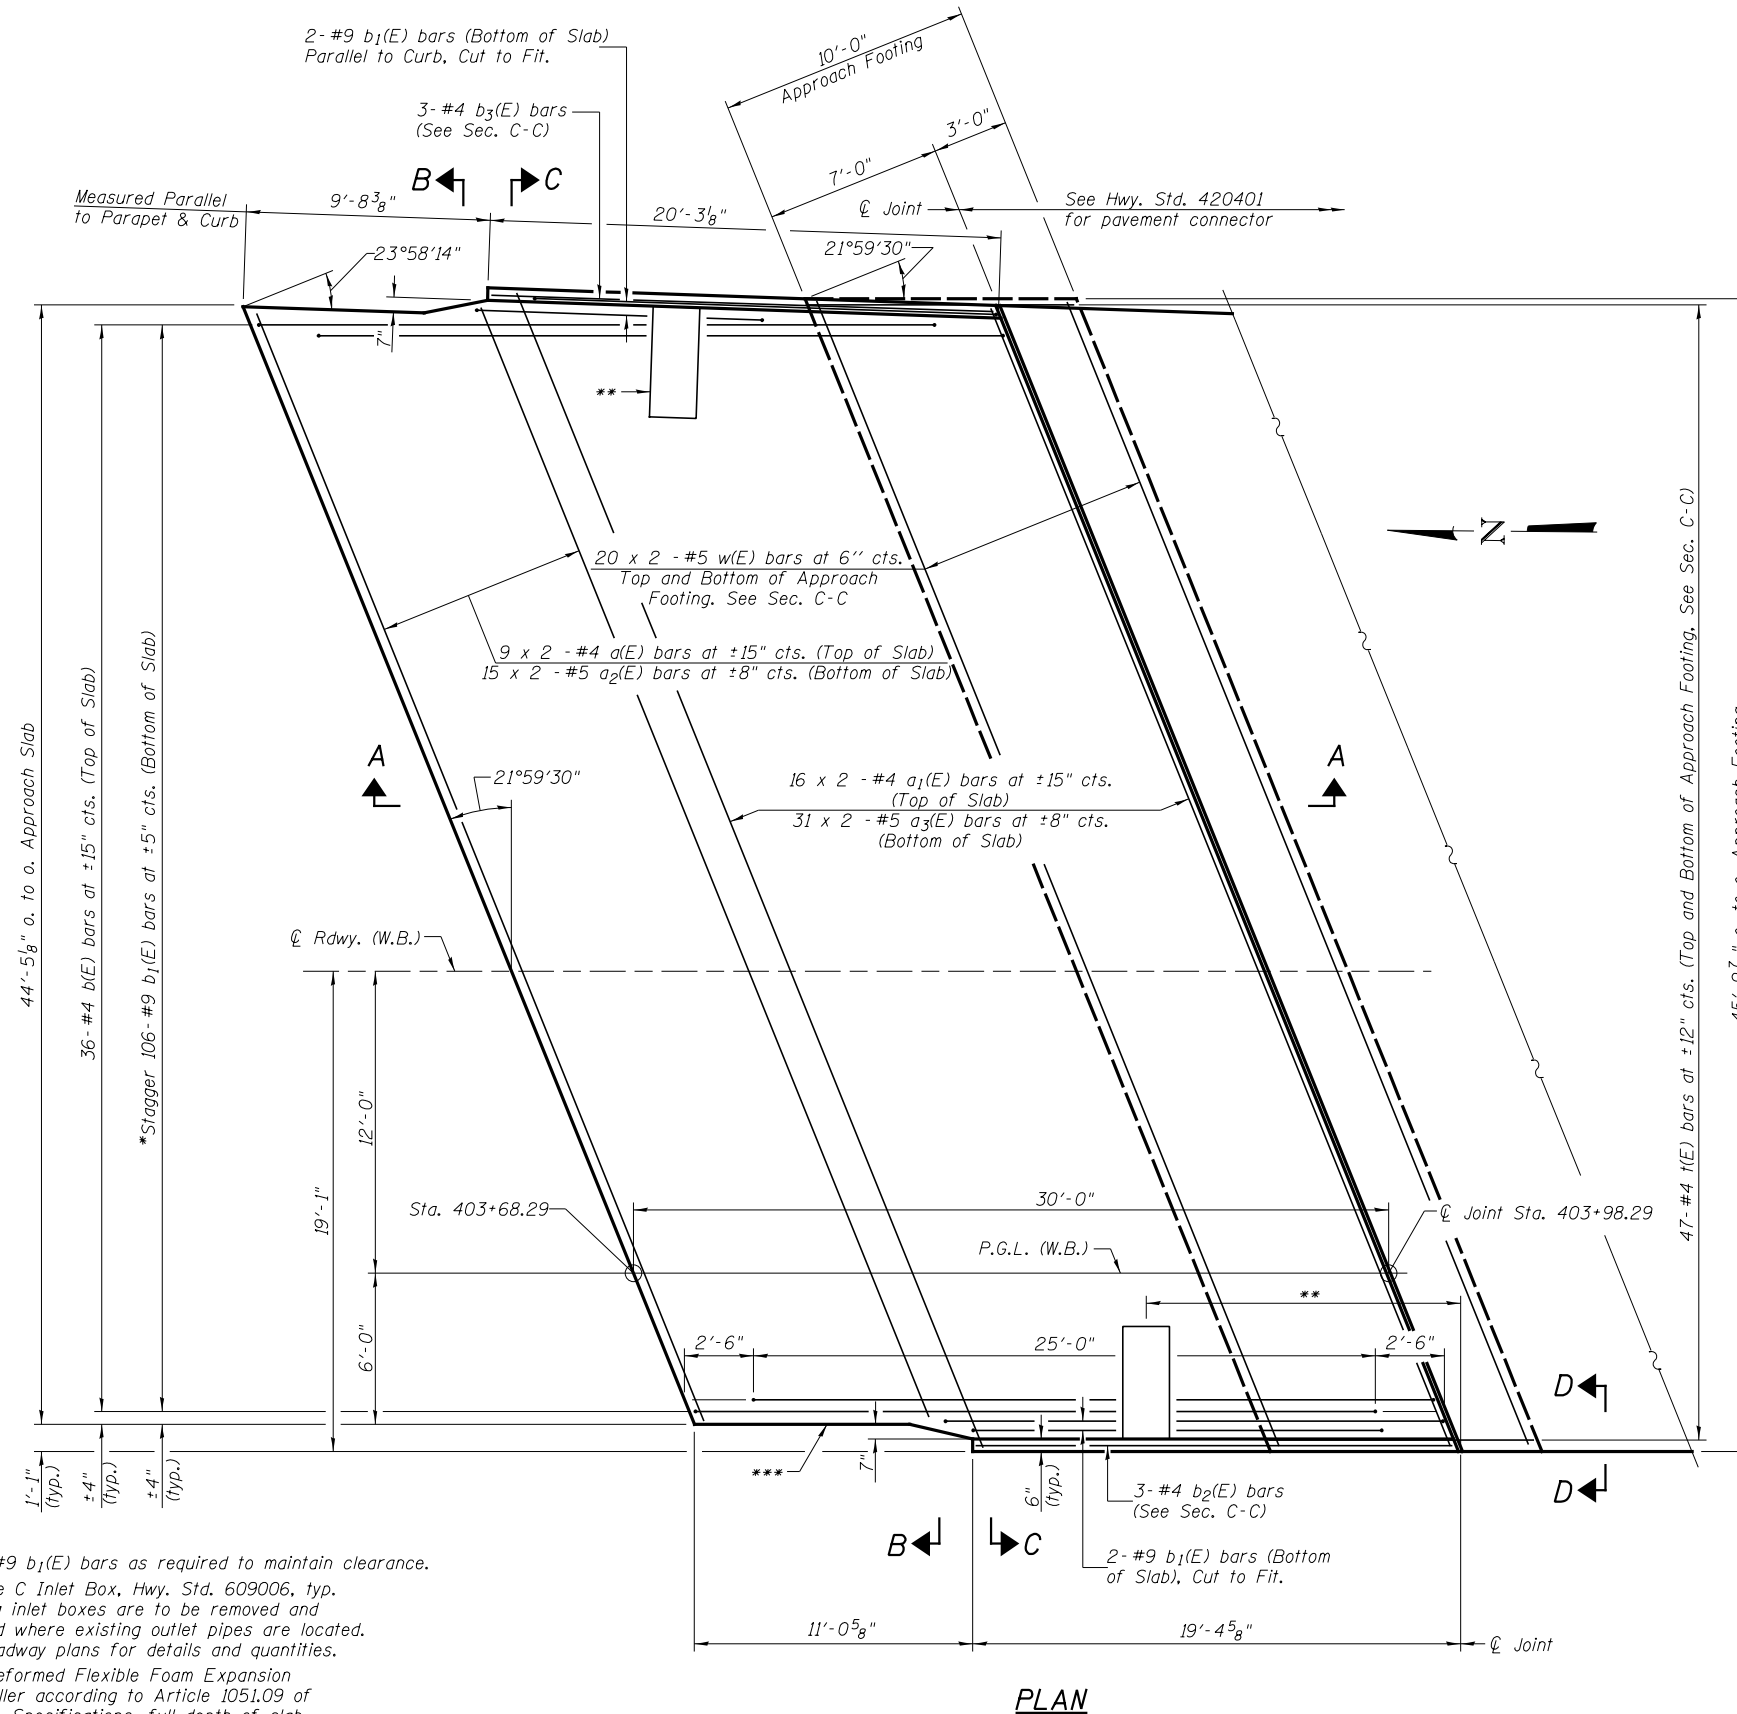 2-#9 b1(E) bars (Bottom of Slab)
Parallel to Curb, Cut to Fit.
3-#4 b3(E) bars
(See Sec. C-C)
10'-0"
Approach Footing
3'-0"
7'-0"
B
C
Measured Parallel
to Parapet & Curb
9'-8 3/8"
20'-3 1/8"
℄ Joint
See Hwy. Std. 420401
for pavement connector
23°58'14"
21°59'30"
7"
**
N
20 x 2 -#5 w(E) bars at 6'' cts.
Top and Bottom of Approach
Footing. See Sec. C-C
9 x 2 -#4 a(E) bars at ±15" cts. (Top of Slab)
15 x 2 -#5 a2(E) bars at ±8" cts. (Bottom of Slab)
A
A
21°59'30"
16 x 2 -#4 a1(E) bars at ±15" cts.
(Top of Slab)
31 x 2 -#5 a3(E) bars at ±8" cts.
(Bottom of Slab)
44'-5 1/8" o. to o. Approach Slab
36-#4 b(E) bars at ±15" cts. (Top of Slab)
*Stagger 106-#9 b1(E) bars at ±5" cts. (Bottom of Slab)
47-#4 t(E) bars at ±12" cts. (Top and Bottom of Approach Footing, See Sec. C-C)
℄ Rdwy. (W.B.)
12'-0"
19'-1"
6'-0"
Sta. 403+68.29
30'-0"
℄ Joint Sta. 403+98.29
P.G.L. (W.B.)
**
2'-6"
25'-0"
2'-6"
D
D
1'-1"
(typ.)
±4"
(typ.)
±4"
(typ.)
***
7"
6"
(typ.)
3-#4 b2(E) bars
(See Sec. C-C)
B
C
2-#9 b1(E) bars (Bottom
of Slab), Cut to Fit.
#9 b1(E) bars as required to maintain clearance.
C Inlet Box, Hwy. Std. 609006, typ.
inlet boxes are to be removed and
where existing outlet pipes are located.
plans for details and quantities.
Flexible Foam Expansion
according to Article 1051.09 of
Specifications, full depth of slab
11'-0 5/8"
19'-4 5/8"
℄ Joint
PLAN